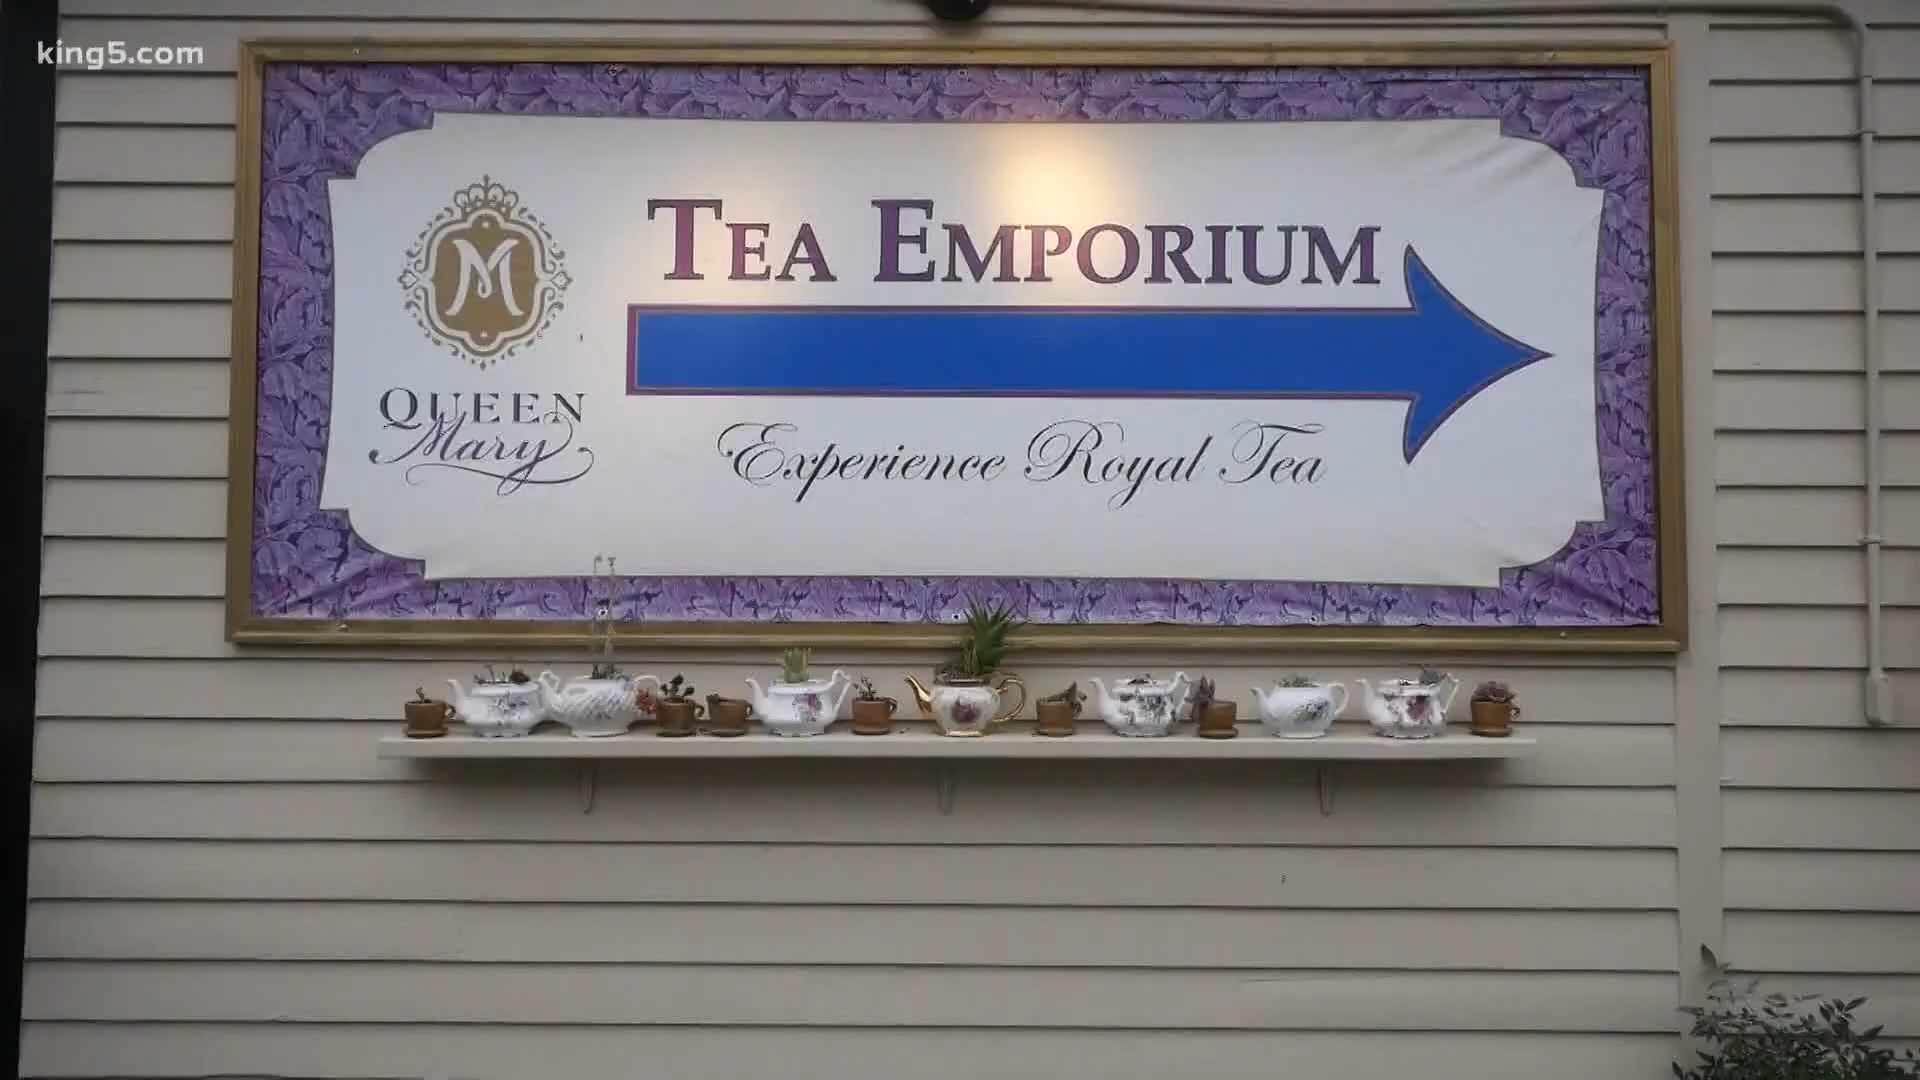 king5.com
TEA EMPORIUM
M
QUEEN
Mary
Experience Royal Tea